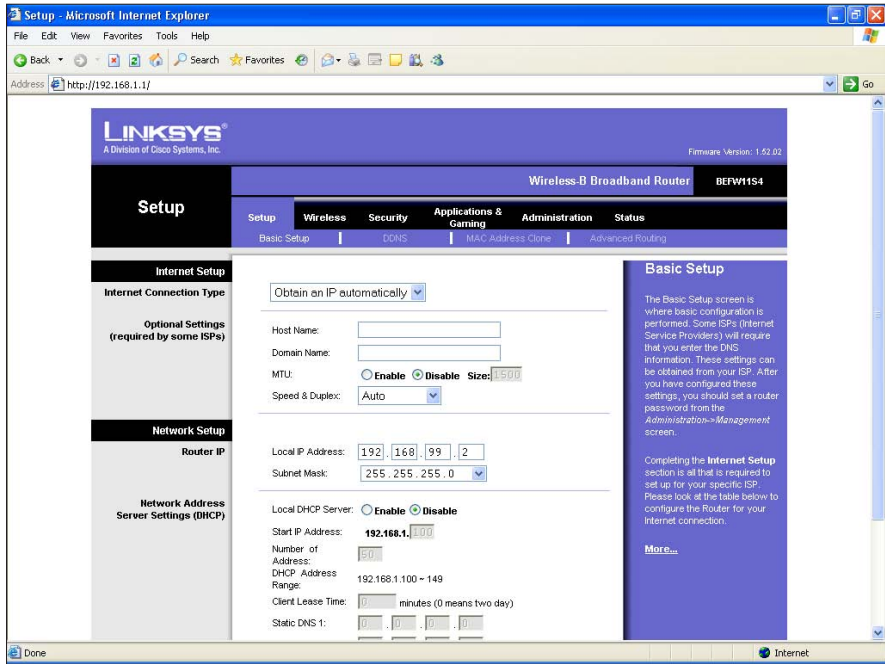 Setup - Microsoft Internet Explorer
File Edit View Favorites Tools Help
Back Search Favorites
Address http://192.168.1.1/ Go
LINKSYS®
A Division of Cisco Systems, Inc.
Firmware Version: 1.52.02
Wireless-B Broadband Router BEFW11S4
Setup
Setup Wireless Security Applications & Gaming Administration Status
Basic Setup DDNS MAC Address Clone Advanced Routing
Internet Setup
Internet Connection Type
Obtain an IP automatically
Optional Settings
(required by some ISPs)
Host Name:
Domain Name:
MTU: Enable Disable Size: 1500
Speed & Duplex: Auto
Network Setup
Router IP
Local IP Address: 192 . 168 . 99 . 2
Subnet Mask: 255.255.255.0
Network Address
Server Settings (DHCP)
Local DHCP Server: Enable Disable
Start IP Address: 192.168.1. 100
Number of
Address: 50
DHCP Address
Range: 192.168.1.100 ~ 149
Client Lease Time: 0 minutes (0 means two day)
Static DNS 1: 0 . 0 . 0 . 0
Basic Setup
The Basic Setup screen is
where basic configuration is
performed. Some ISPs (Internet
Service Providers) will require
that you enter the DNS
information. These settings can
be obtained from your ISP. After
you have configured these
settings, you should set a router
password from the
Administration->Management
screen.
Completing the Internet Setup
section is all that is required to
set up for your specific ISP.
Please look at the table below to
configure the Router for your
Internet connection.
More...
Done Internet